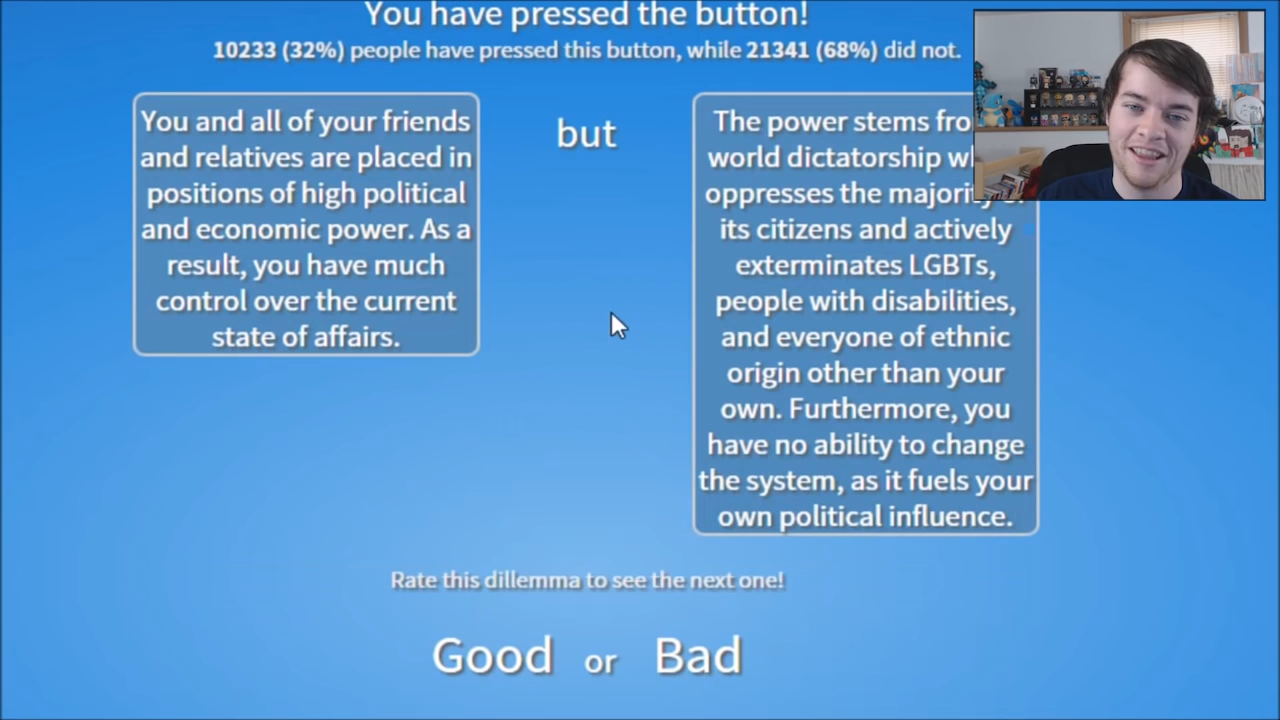 You have pressed the button!
10233 (32%) people have pressed this button, while 21341 (68%) did not.
You and all of your friends
and relatives are placed in
positions of high political
and economic power. As a
result, you have much
control over the current
state of affairs.
but
The power stems
world dictatorship
oppresses the majority
its citizens and actively
exterminates LGBTs,
people with disabilities,
and everyone of ethnic
origin other than your
own. Furthermore, you
have no ability to change
the system, as it fuels your
own political influence.
Rate this dillemma to see the next one!
Good or Bad